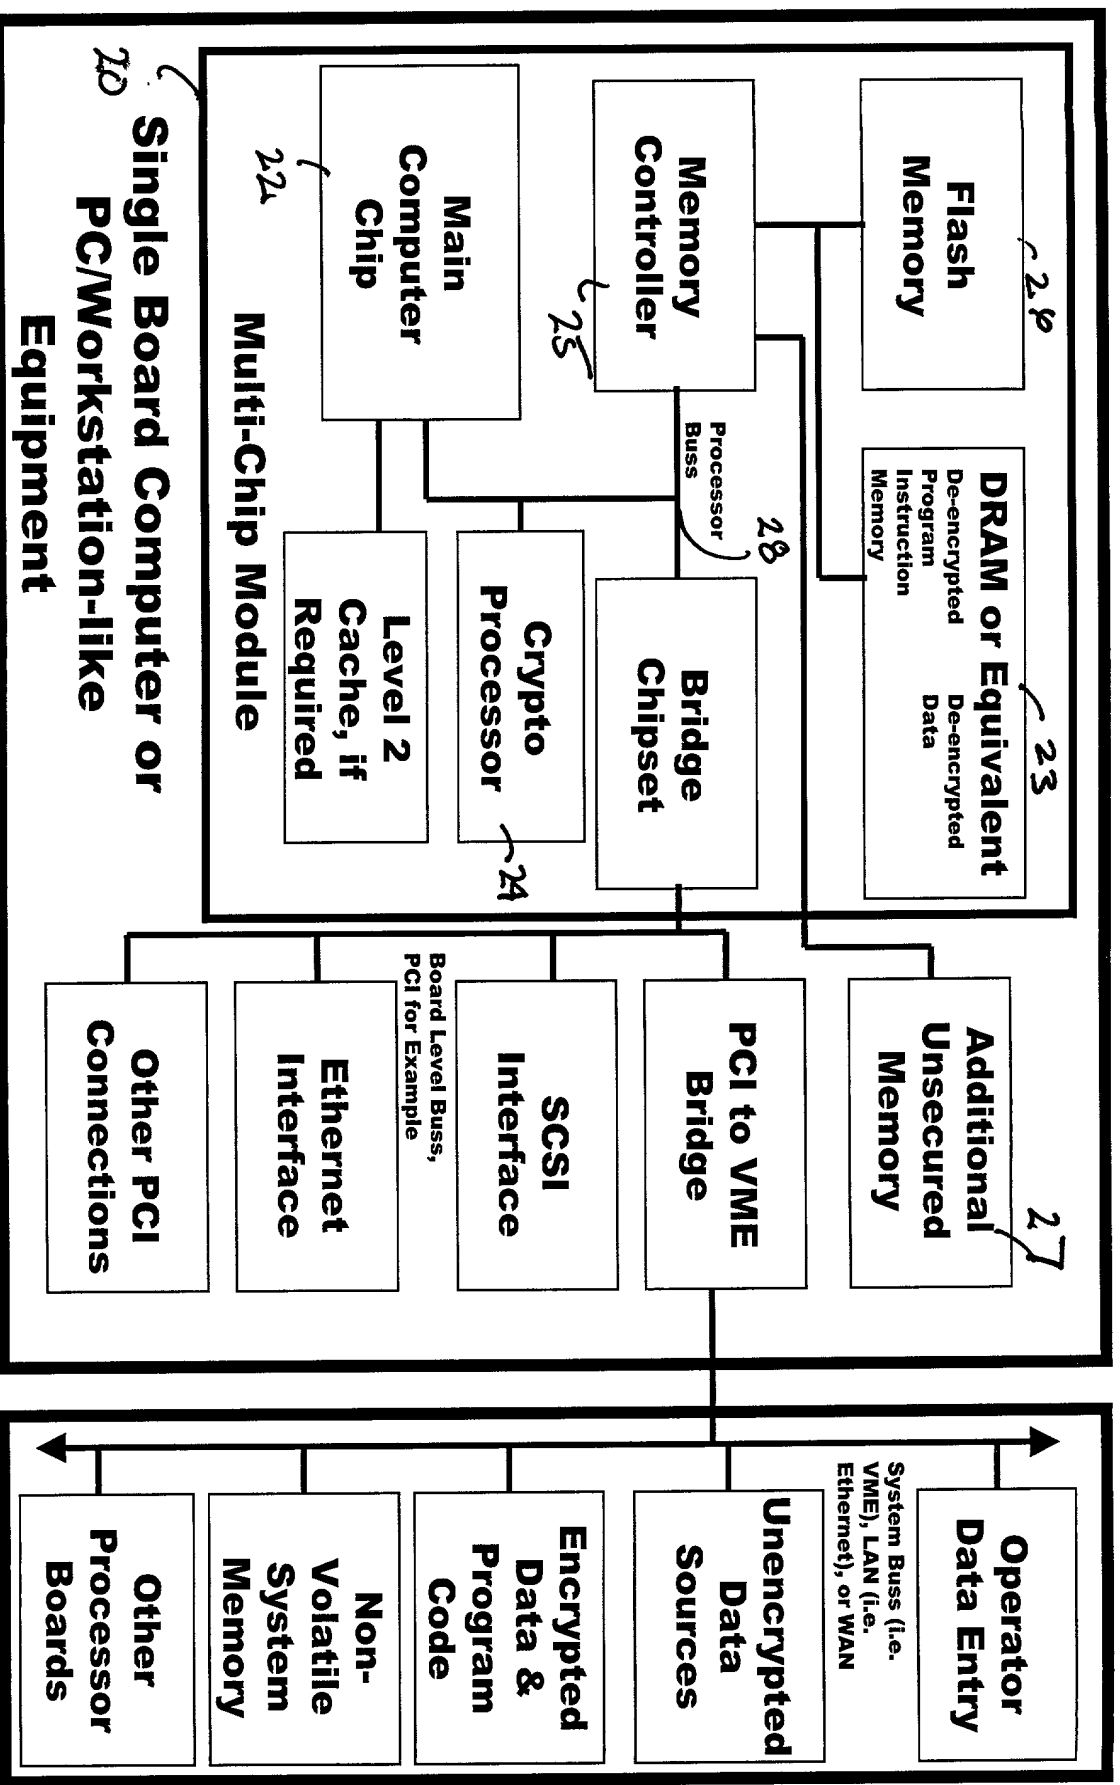 Flash
Memory
26
DRAM or Equivalent
De-encrypted
Program
Instruction
Memory
De-encrypted
Data
23
Additional
Unsecured
Memory
27
Operator
Data Entry
System Buss (i.e.
VME), LAN (i.e.
Ethernet), or WAN
Memory
Controller
25
Processor
Buss
28
Bridge
Chipset
PCI to VME
Bridge
Unencrypted
Data
Sources
Crypto
Processor
24
SCSI
Interface
Encrypted
Data &
Program
Code
Main
Computer
Chip
22
Level 2
Cache, if
Required
Board Level Buss,
PCI for Example
Ethernet
Interface
Non-
Volatile
System
Memory
Multi-Chip Module
Other PCI
Connections
Other
Processor
Boards
20
Single Board Computer or
PC/Workstation-like
Equipment